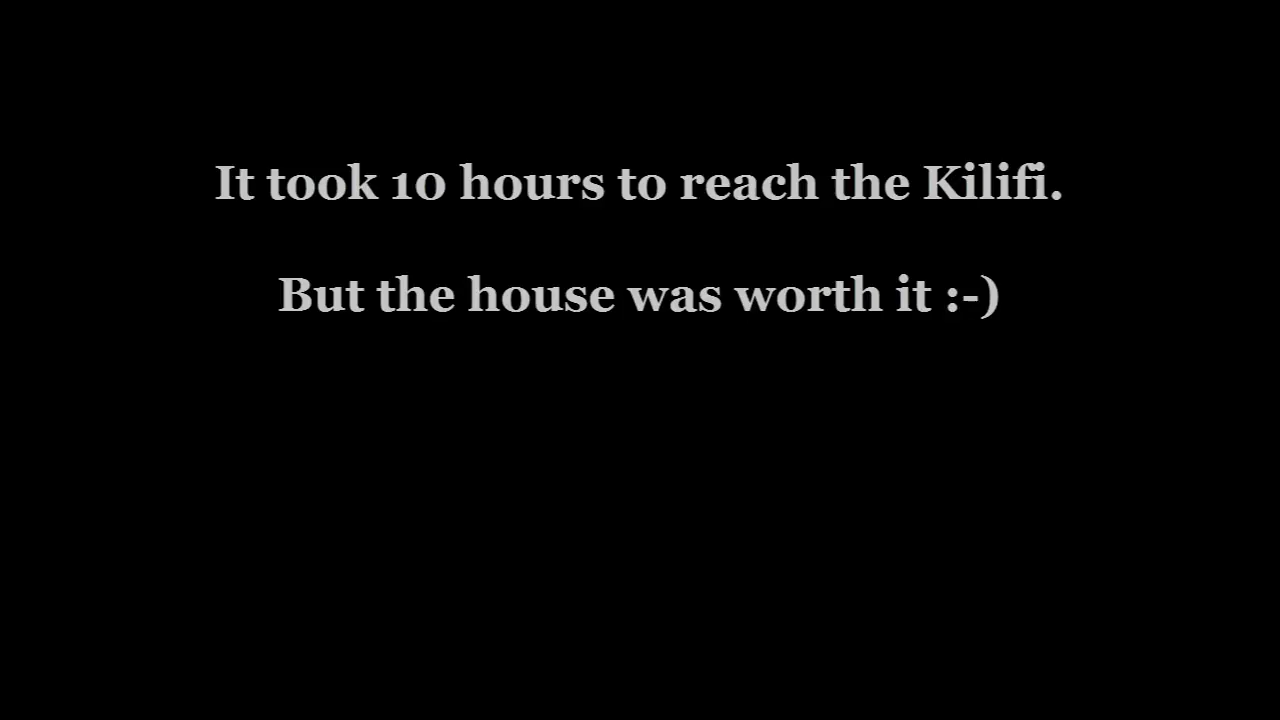 It took 10 hours to reach the Kilifi.
But the house was worth it :-)